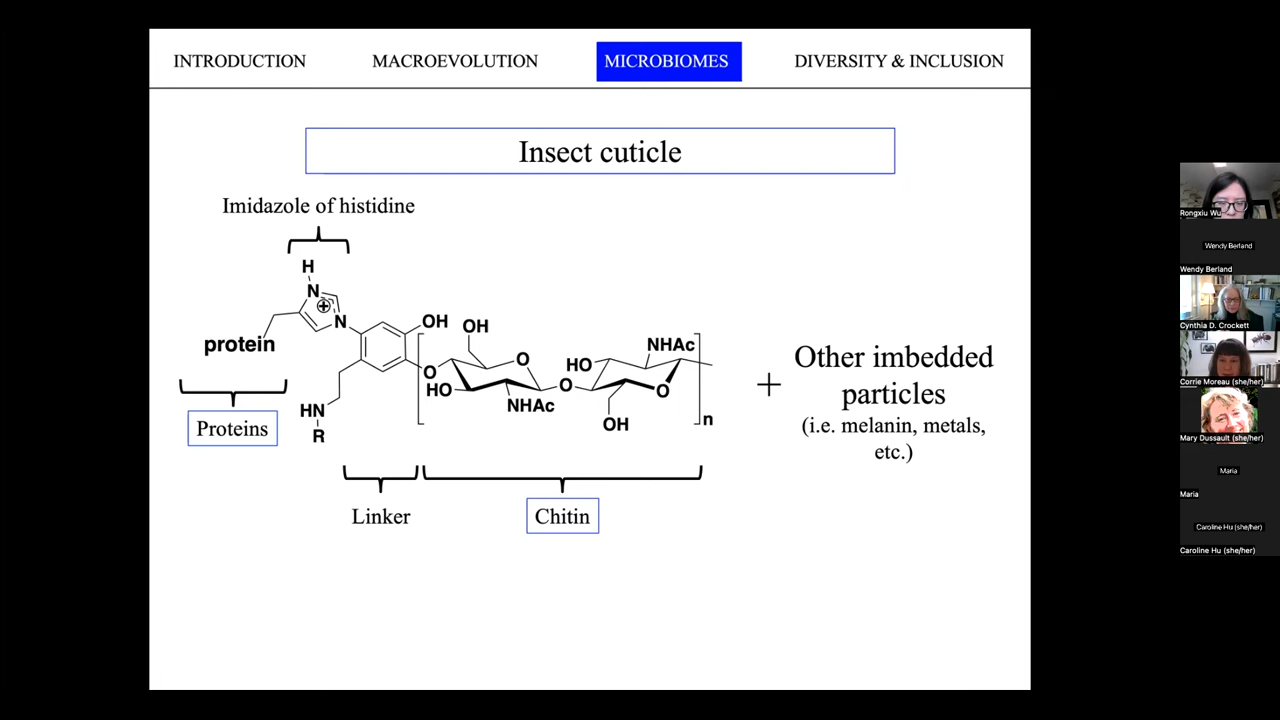 INTRODUCTION
MACROEVOLUTION
MICROBIOMES
DIVERSITY & INCLUSION
Insect cuticle
Imidazole of histidine
H
N
N
protein
OH
OH
O
O
HO
NHAc
O
HO
NHAc
O
OH
n
HN
R
Proteins
Linker
Chitin
+
Other imbedded
particles
(i.e. melanin, metals,
etc.)
Rongxiu Wu
Wendy Berland
Wendy Berland
Cynthia D. Crockett
Corrie Moreau (she/her)
Mary Dussault (she/her)
Maria
Maria
Caroline Hu (she/her)
Caroline Hu (she/her)